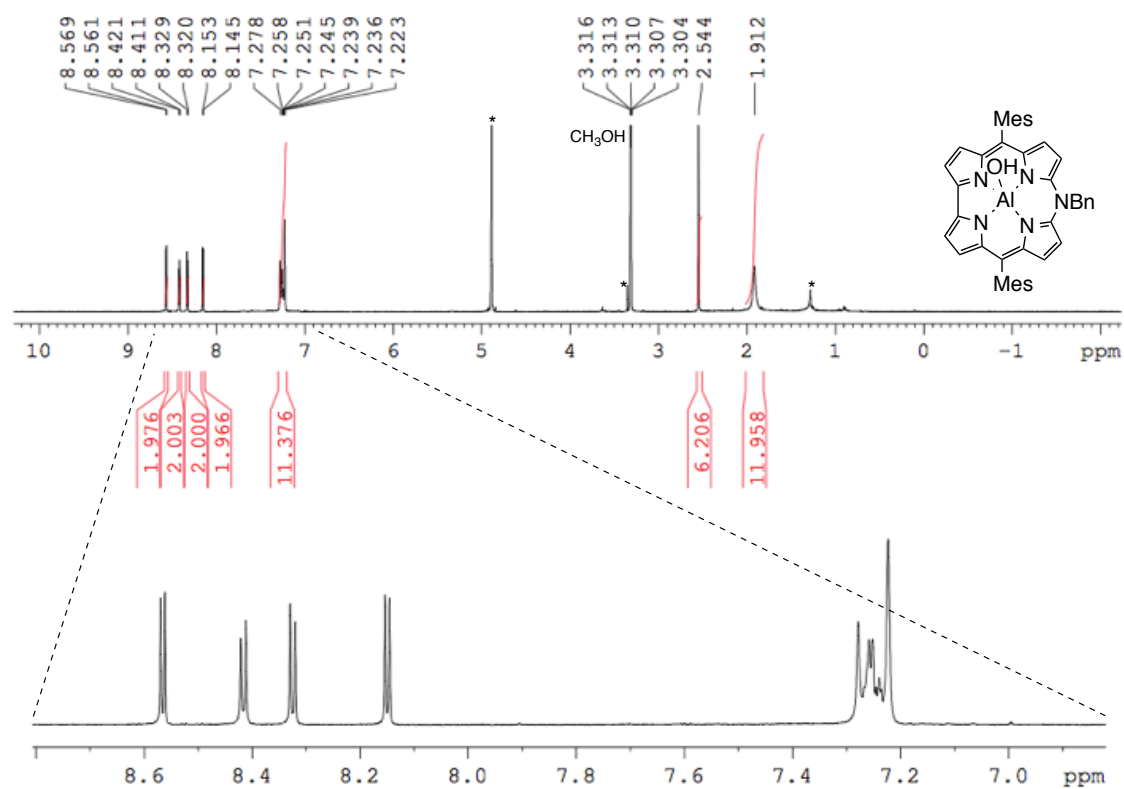 8.569
8.561
8.421
8.411
8.329
8.320
8.153
8.145
7.278
7.258
7.251
7.245
7.239
7.236
7.223
3.316
3.313
3.310
3.307
3.304
2.544
1.912
*
CH3OH
*
*
Mes
OH
N
N
Al
NBn
N
N
Mes
10 9 8 7 6 5 4 3 2 1 0 -1 ppm
1.976
2.003
2.000
1.966
11.376
6.206
11.958
8.6 8.4 8.2 8.0 7.8 7.6 7.4 7.2 7.0 ppm